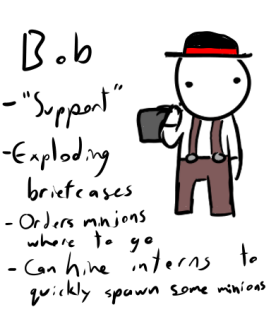 Bob
- "Support"
- Exploding
briefcases
- Orders minions
where to go
- Can hire interns to
quickly spawn some minions